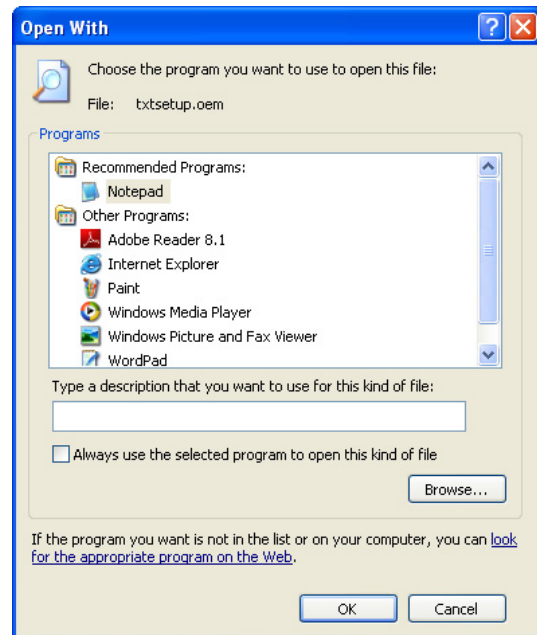 Open With
Choose the program you want to use to open this file:
File: txtsetup.oem
Programs
Recommended Programs:
Notepad
Other Programs:
Adobe Reader 8.1
Internet Explorer
Paint
Windows Media Player
Windows Picture and Fax Viewer
WordPad
Type a description that you want to use for this kind of file:
Always use the selected program to open this kind of file
Browse...
If the program you want is not in the list or on your computer, you can look
for the appropriate program on the Web.
OK Cancel